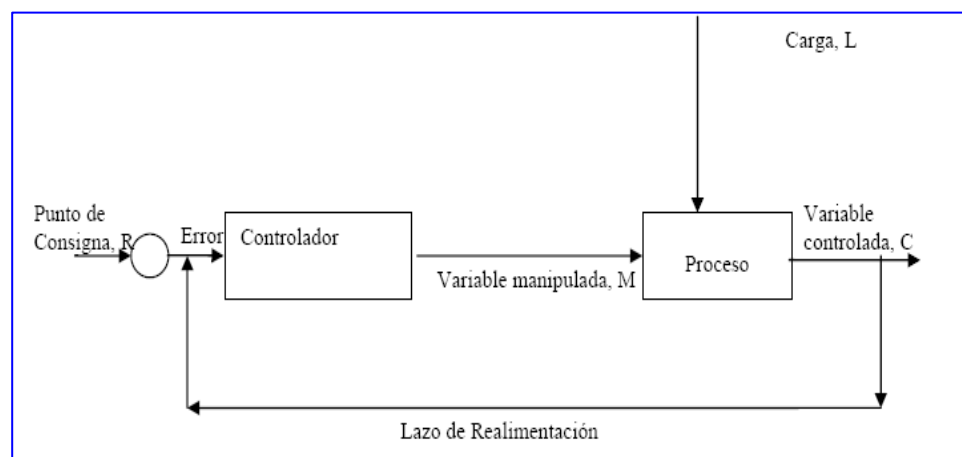 Carga, L
Punto de
Consigna, R
Error
Controlador
Variable manipulada, M
Proceso
Variable
controlada, C
Lazo de Realimentación